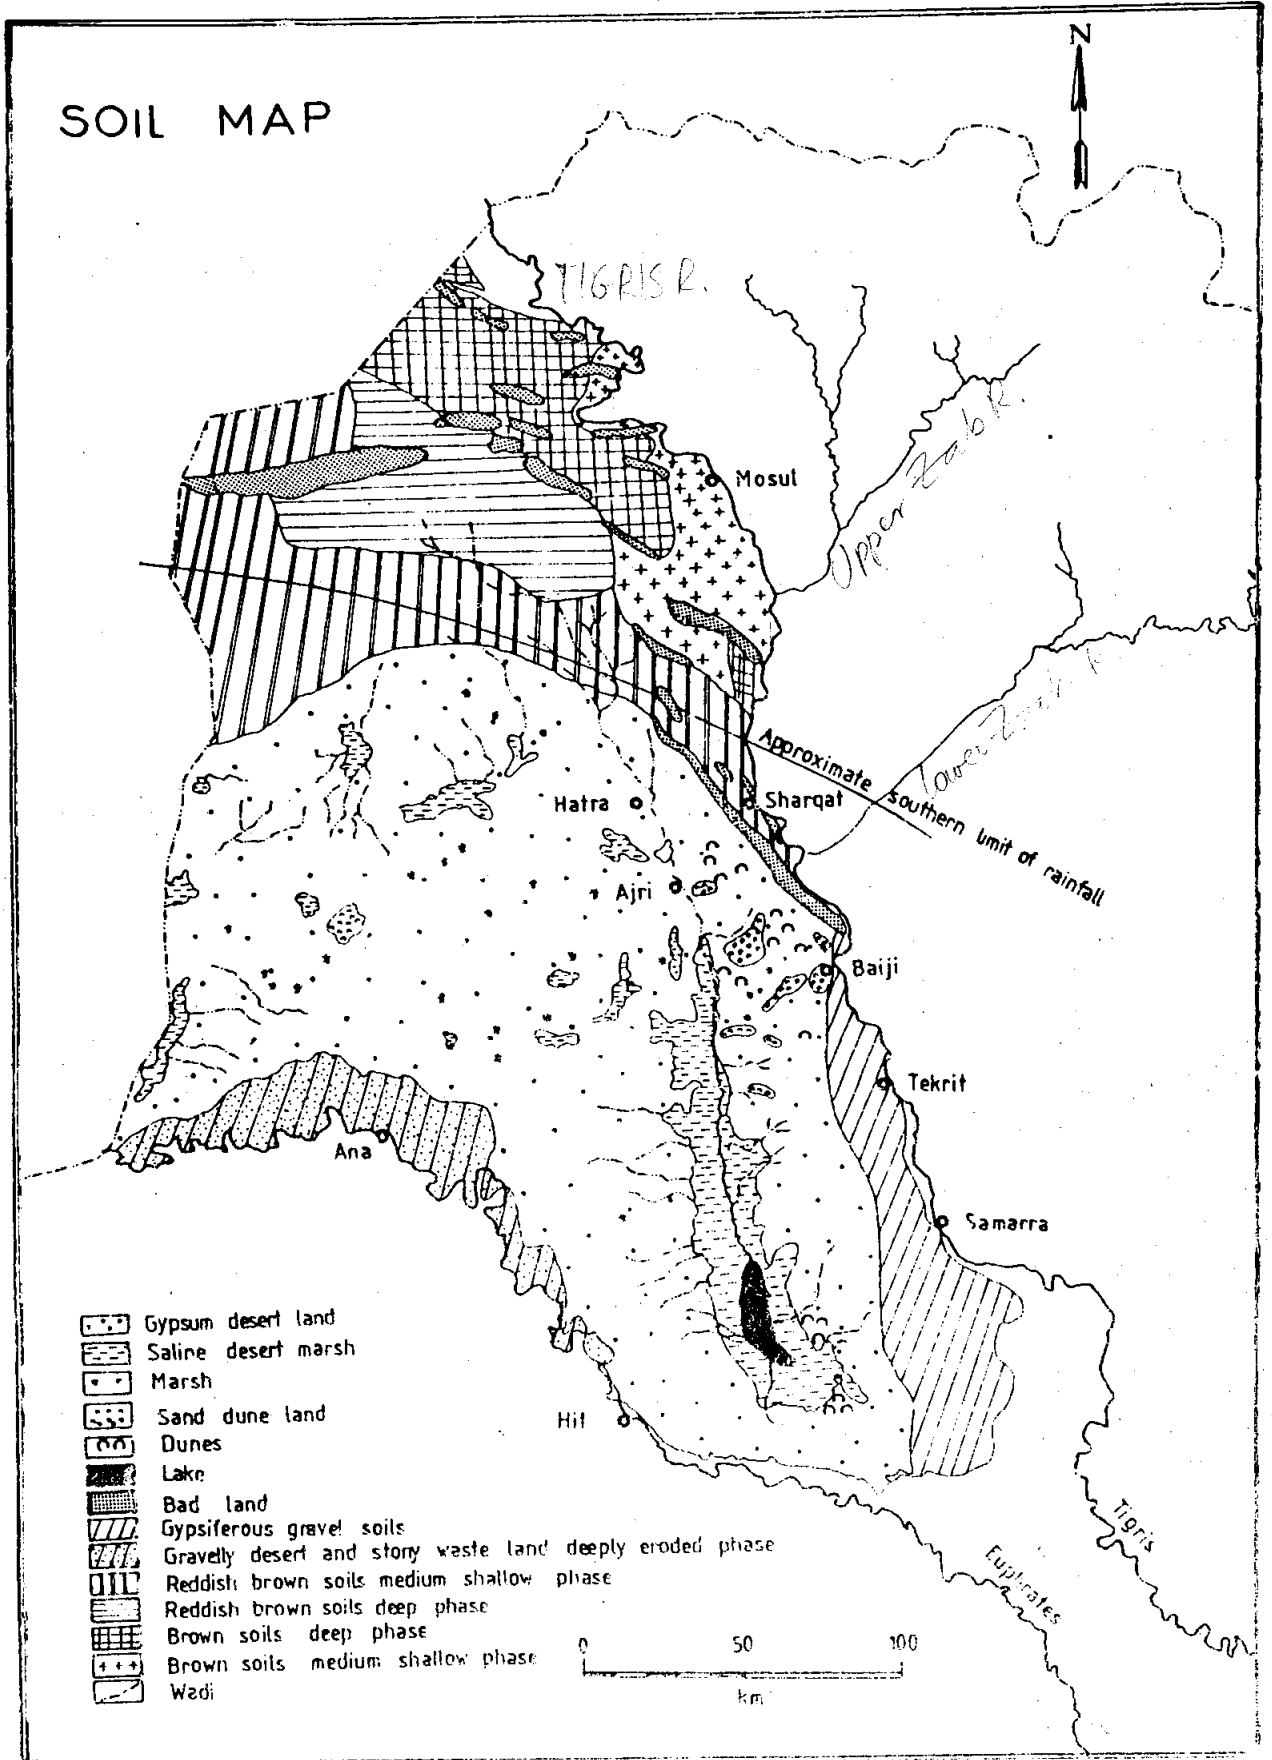 N
SOIL MAP
TIGRIS R.
Upper Zab R.
Mosul
Lower Zab R.
Approximate southern limit of rainfall
Hatra
Sharqat
Ajri
Baiji
Tekrit
Ana
Samarra
Gypsum desert land
Saline desert marsh
Marsh
Sand dune land
Hit
Dunes
Lake
Bad land
Gypsiferous gravel soils
Gravelly desert and stony waste land deeply eroded phase
Reddish brown soils medium shallow phase
Reddish brown soils deep phase
Brown soils deep phase
Brown soils medium shallow phase
Wadi
0 50 100
km
Tigris
Euphrates